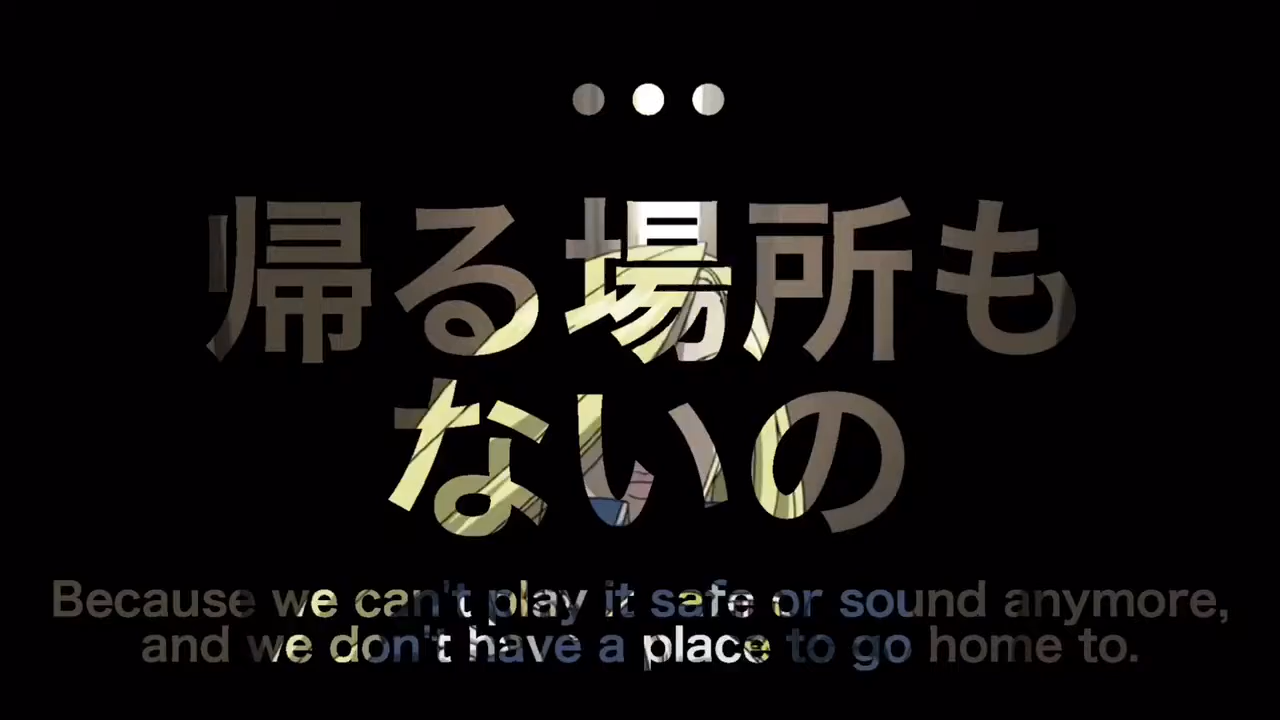 帰る場所も
ないの
Because we can't play it safe or sound anymore,
and we don't have a place to go home to.